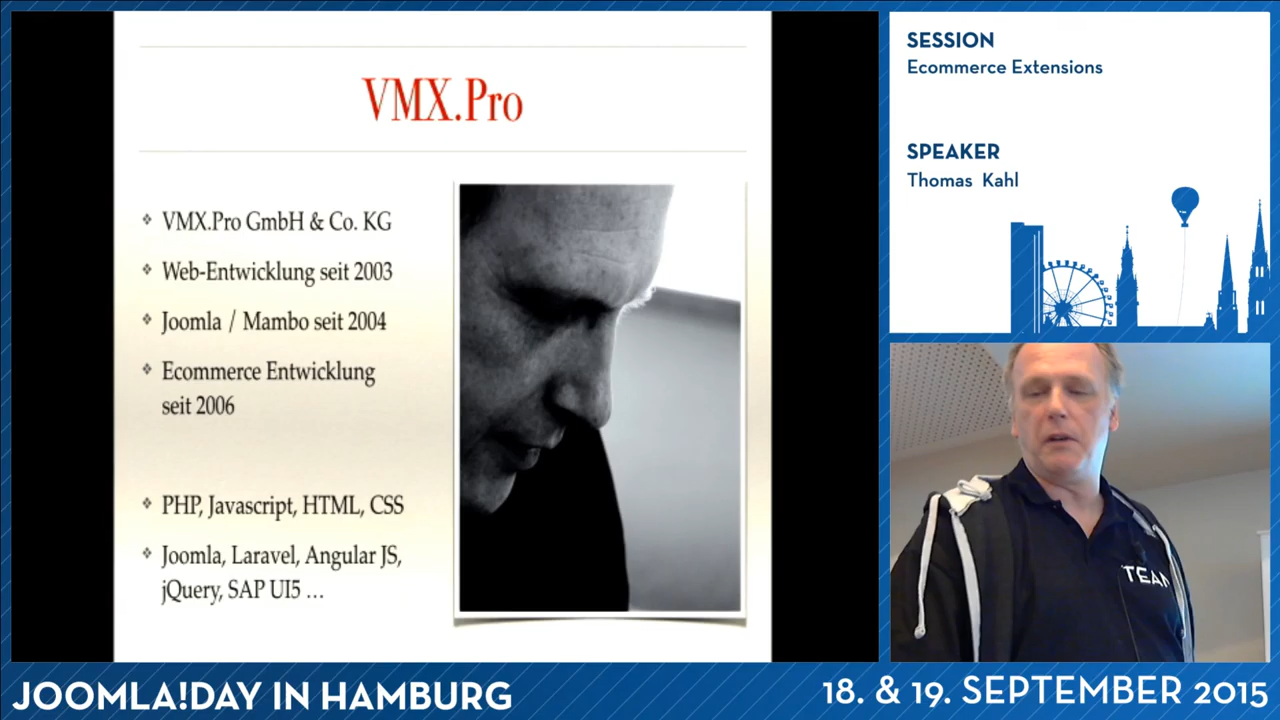 VMX.Pro
VMX.Pro GmbH & Co. KG
Web-Entwicklung seit 2003
Joomla / Mambo seit 2004
Ecommerce Entwicklung
seit 2006
PHP, Javascript, HTML, CSS
Joomla, Laravel, Angular JS,
jQuery, SAP UI5 ...
SESSION
Ecommerce Extensions
SPEAKER
Thomas Kahl
TEAM
JOOMLA!DAY IN HAMBURG
18. & 19. SEPTEMBER 2015